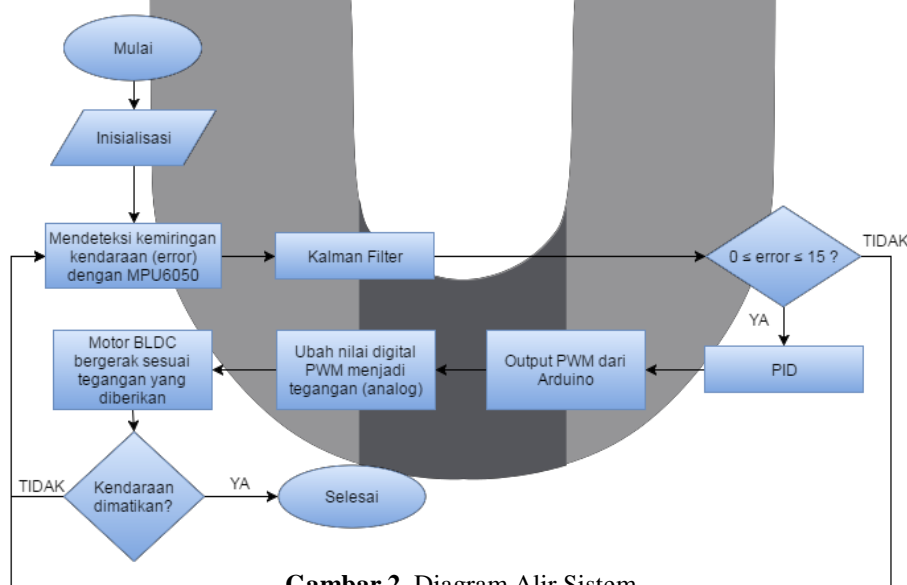 Mulai
Inisialisasi
Mendeteksi kemiringan
kendaraan (error)
dengan MPU6050
Kalman Filter
0 ≤ error ≤ 15 ?
TIDAK
YA
PID
Output PWM dari
Arduino
Ubah nilai digital
PWM menjadi
tegangan (analog)
Motor BLDC
bergerak sesuai
tegangan yang
diberikan
Kendaraan
dimatikan?
TIDAK
YA
Selesai
Gambar 2. Diagram Alir Sistem